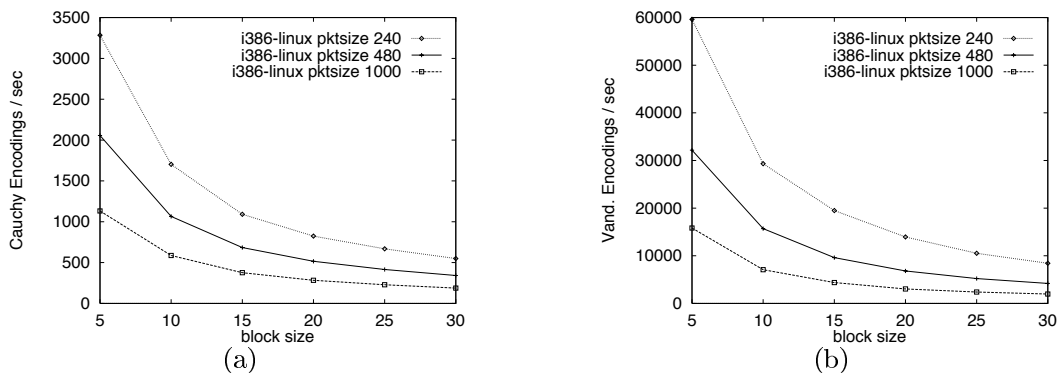 Cauchy Encodings / sec
3500
3000
2500
2000
1500
1000
500
0
i386-linux pktsize 240
i386-linux pktsize 480
i386-linux pktsize 1000
5 10 15 20 25 30
block size
(a)
Vand. Encodings / sec
60000
50000
40000
30000
20000
10000
0
i386-linux pktsize 240
i386-linux pktsize 480
i386-linux pktsize 1000
5 10 15 20 25 30
block size
(b)